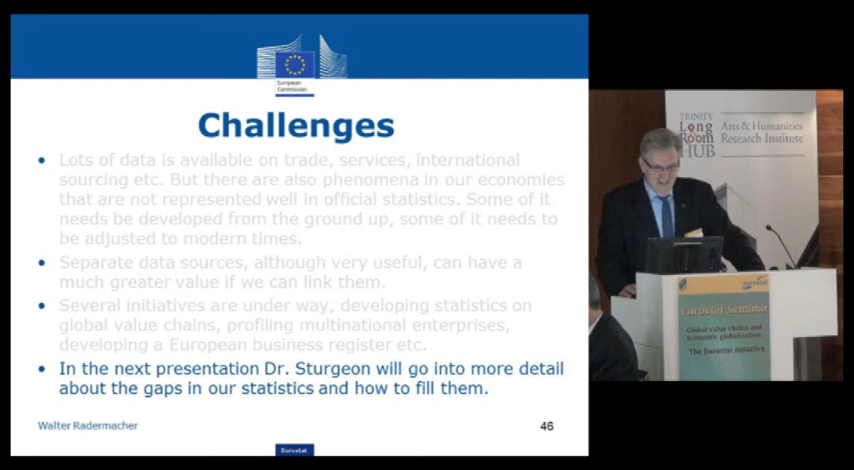 European
Commission
Challenges
• Lots of data is available on trade, services, international
sourcing etc. But there are also phenomena in our economies
that are not represented well in official statistics. Some of it
needs be developed from the ground up, some of it needs to
be adjusted to modern times.
• Separate data sources, although very useful, can have a
much greater value if we can link them.
• Several initiatives are under way, developing statistics on
global value chains, profiling multinational enterprises,
developing a European business register etc.
• In the next presentation Dr. Sturgeon will go into more detail
about the gaps in our statistics and how to fill them.
Walter Radermacher
46
Eurostat
TRINITY
LONG
ROOM
HUB
Arts & Humanities
Research Institute
eurostat
Eurostat Seminar
Global value chains and
economic globalization
The Eurostat initiative